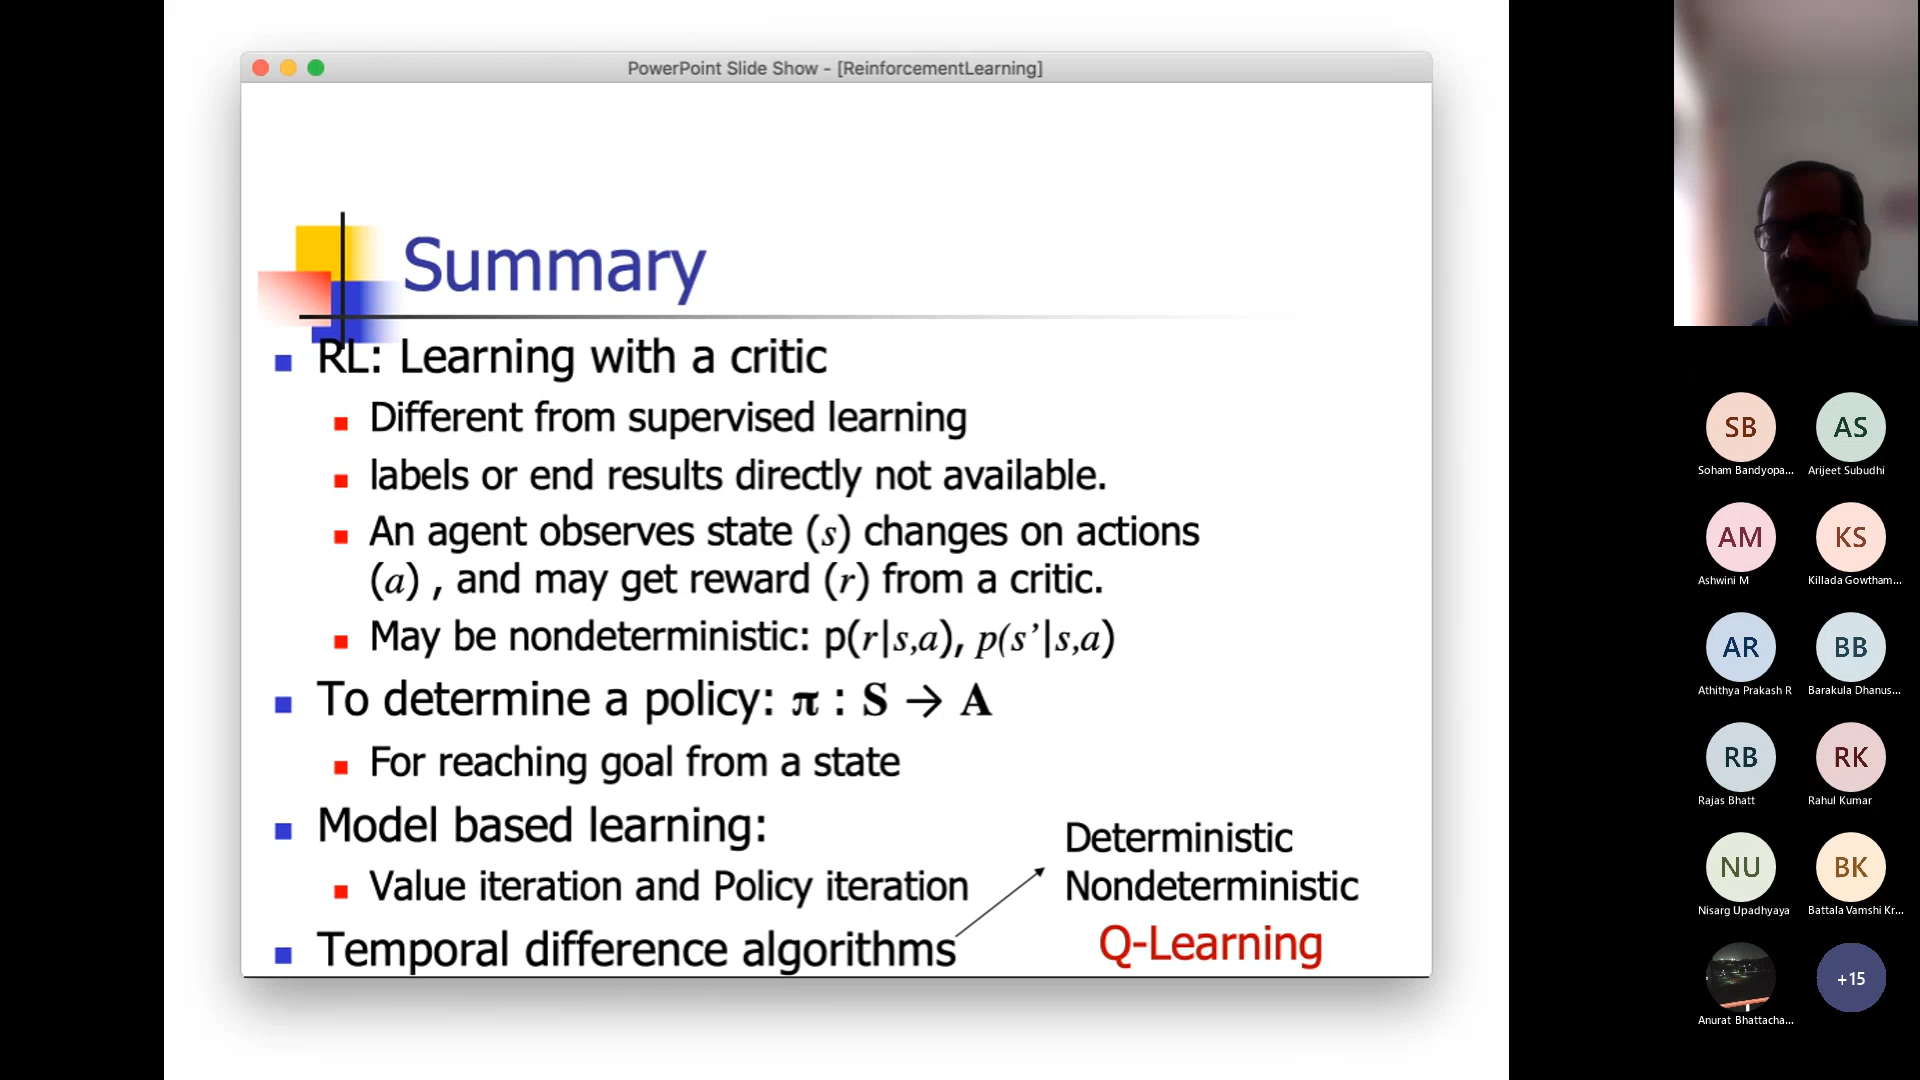 PowerPoint Slide Show - [ReinforcementLearning]
Summary
RL: Learning with a critic
Different from supervised learning
labels or end results directly not available.
An agent observes state (s) changes on actions
(a) , and may get reward (r) from a critic.
May be nondeterministic: p(r|s,a), p(s’|s,a)
To determine a policy: π : S → A
For reaching goal from a state
Model based learning:
Value iteration and Policy iteration
Temporal difference algorithms
Deterministic
Nondeterministic
Q-Learning
SB
AS
Soham Bandyopa...
Arijeet Subudhi
AM
KS
Ashwini M
Killada Gowtham...
AR
BB
Athithya Prakash R
Barakula Dhanus...
RB
RK
Rajas Bhatt
Rahul Kumar
NU
BK
Nisarg Upadhyaya
Battala Vamshi Kr...
+15
Anurat Bhattacha...